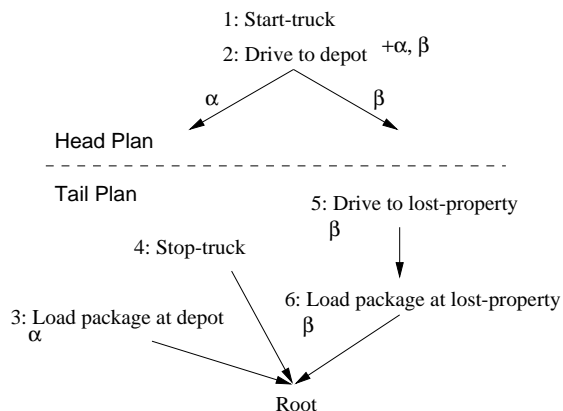 1: Start-truck
2: Drive to depot +α, β
α
β
Head Plan
Tail Plan
5: Drive to lost-property
β
4: Stop-truck
6: Load package at lost-property
β
3: Load package at depot
α
Root